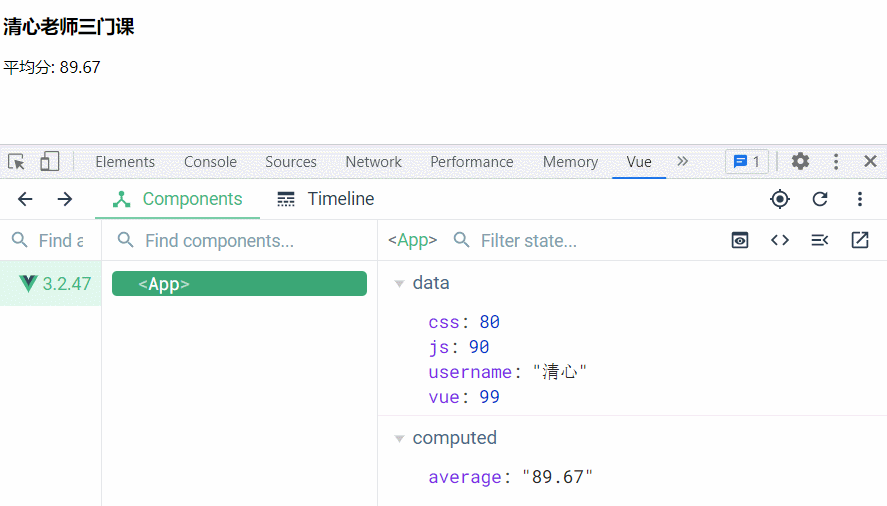 清心老师三门课
平均分: 89.67
Elements Console Sources Network Performance Memory Vue 1
Components Timeline
Find a Find components... <App> Filter state...
3.2.47 <App> data
css: 80
js: 90
username: "清心"
vue: 99
computed
average: "89.67"